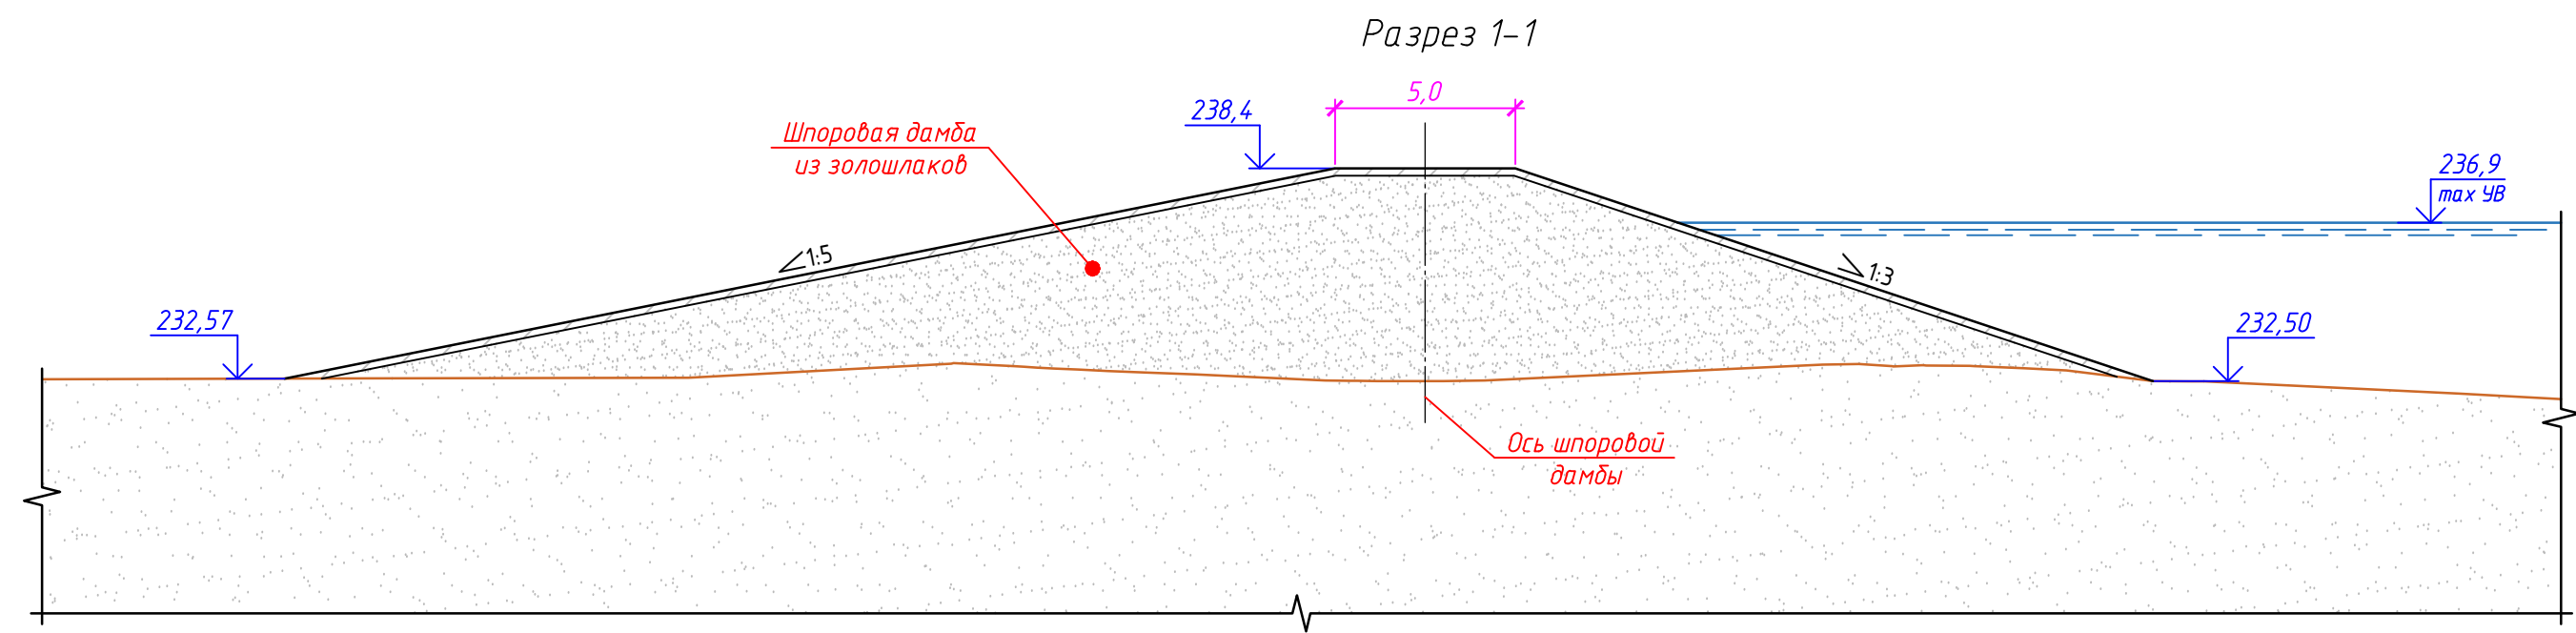 Разрез 1-1
5,0
238,4
Шпоровая дамба
из золошлаков
236,9
max УВ
1:5
1:3
232,57
232,50
Ось шпоровой
дамбы